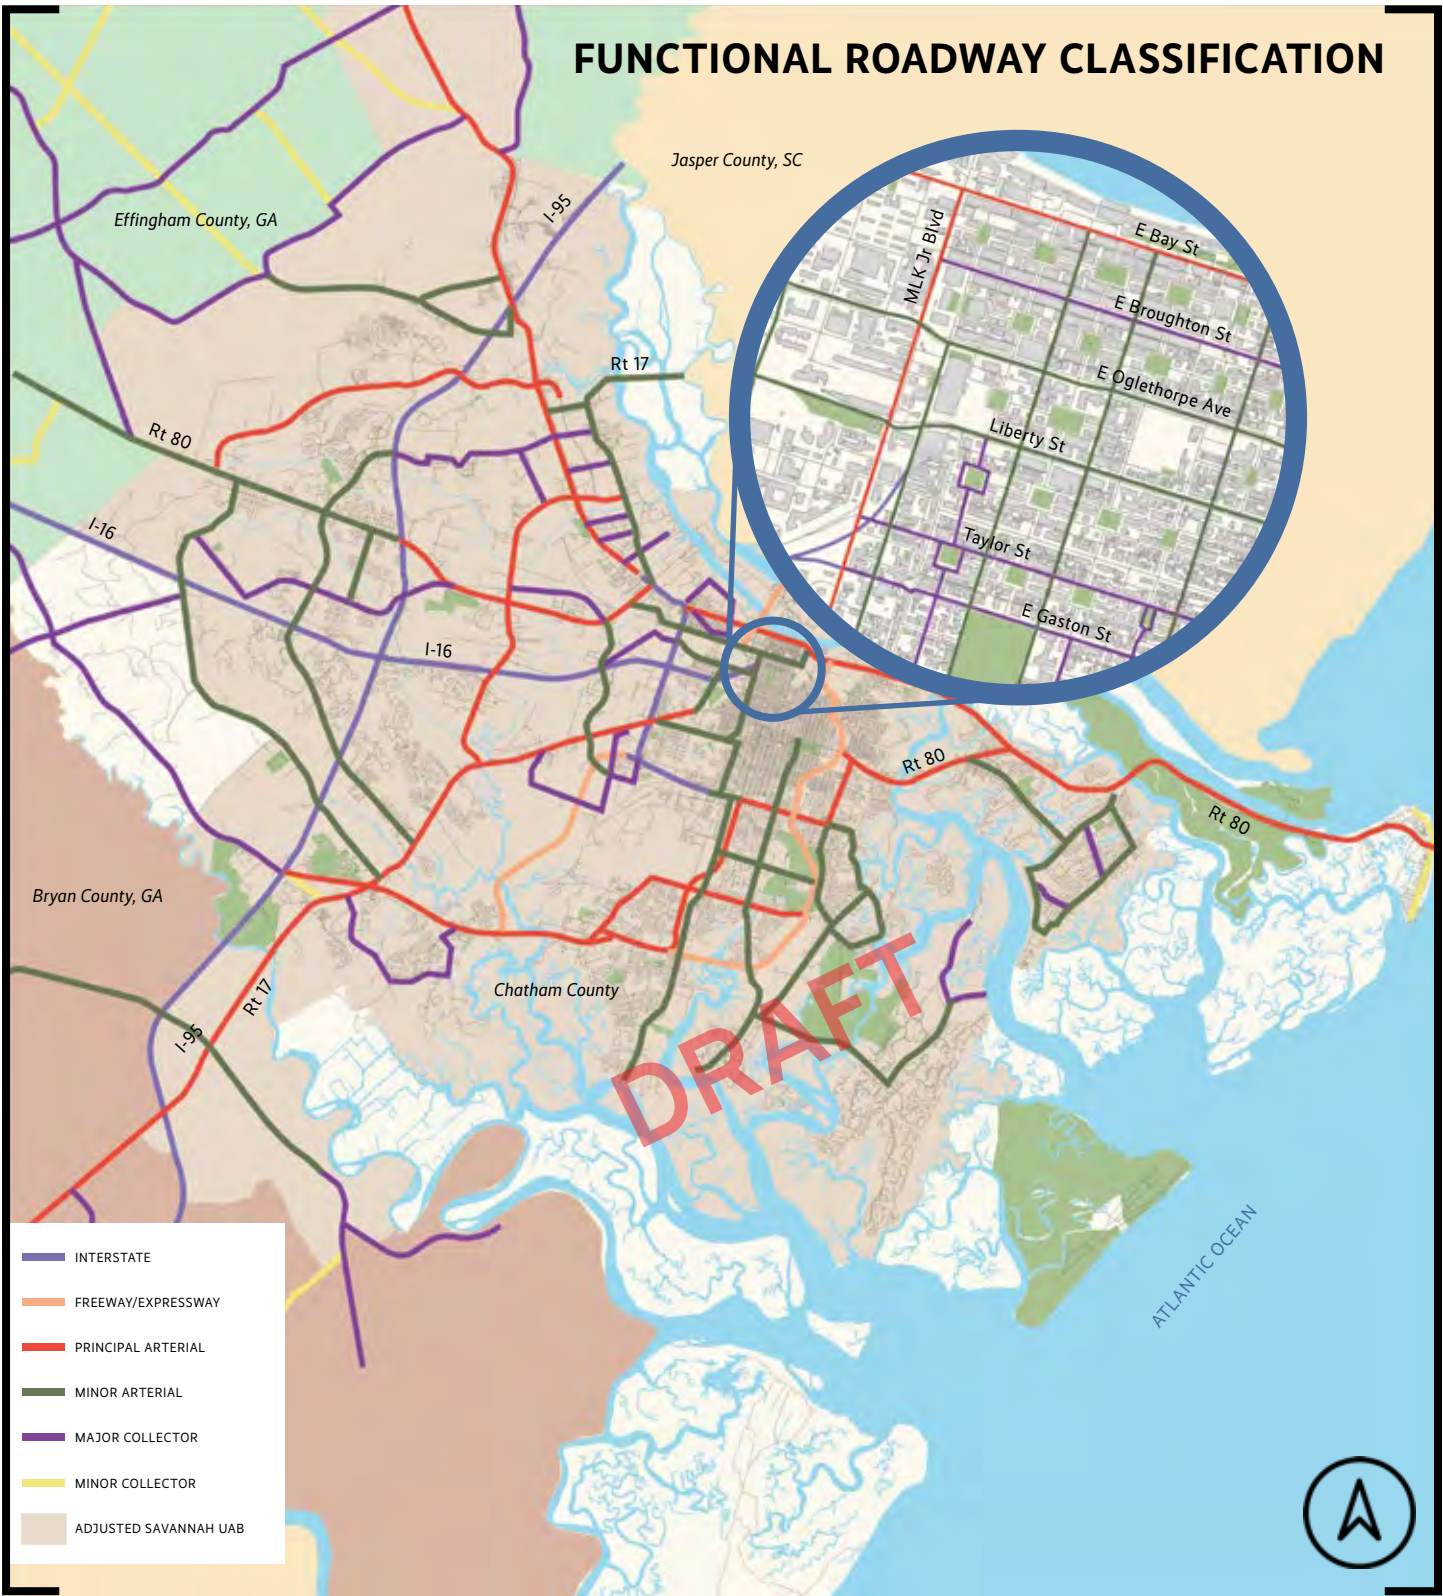 FUNCTIONAL ROADWAY CLASSIFICATION
Jasper County, SC
I-95
Effingham County, GA
MLK Jr Blvd
E Bay St
E Broughton St
E Oglethorpe Ave
Liberty St
Taylor St
E Gaston St
Rt 17
Rt 80
I-16
I-16
Rt 80
Rt 80
Bryan County, GA
Chatham County
Rt 17
I-95
DRAFT
ATLANTIC OCEAN
INTERSTATE
FREEWAY/EXPRESSWAY
PRINCIPAL ARTERIAL
MINOR ARTERIAL
MAJOR COLLECTOR
MINOR COLLECTOR
ADJUSTED SAVANNAH UAB